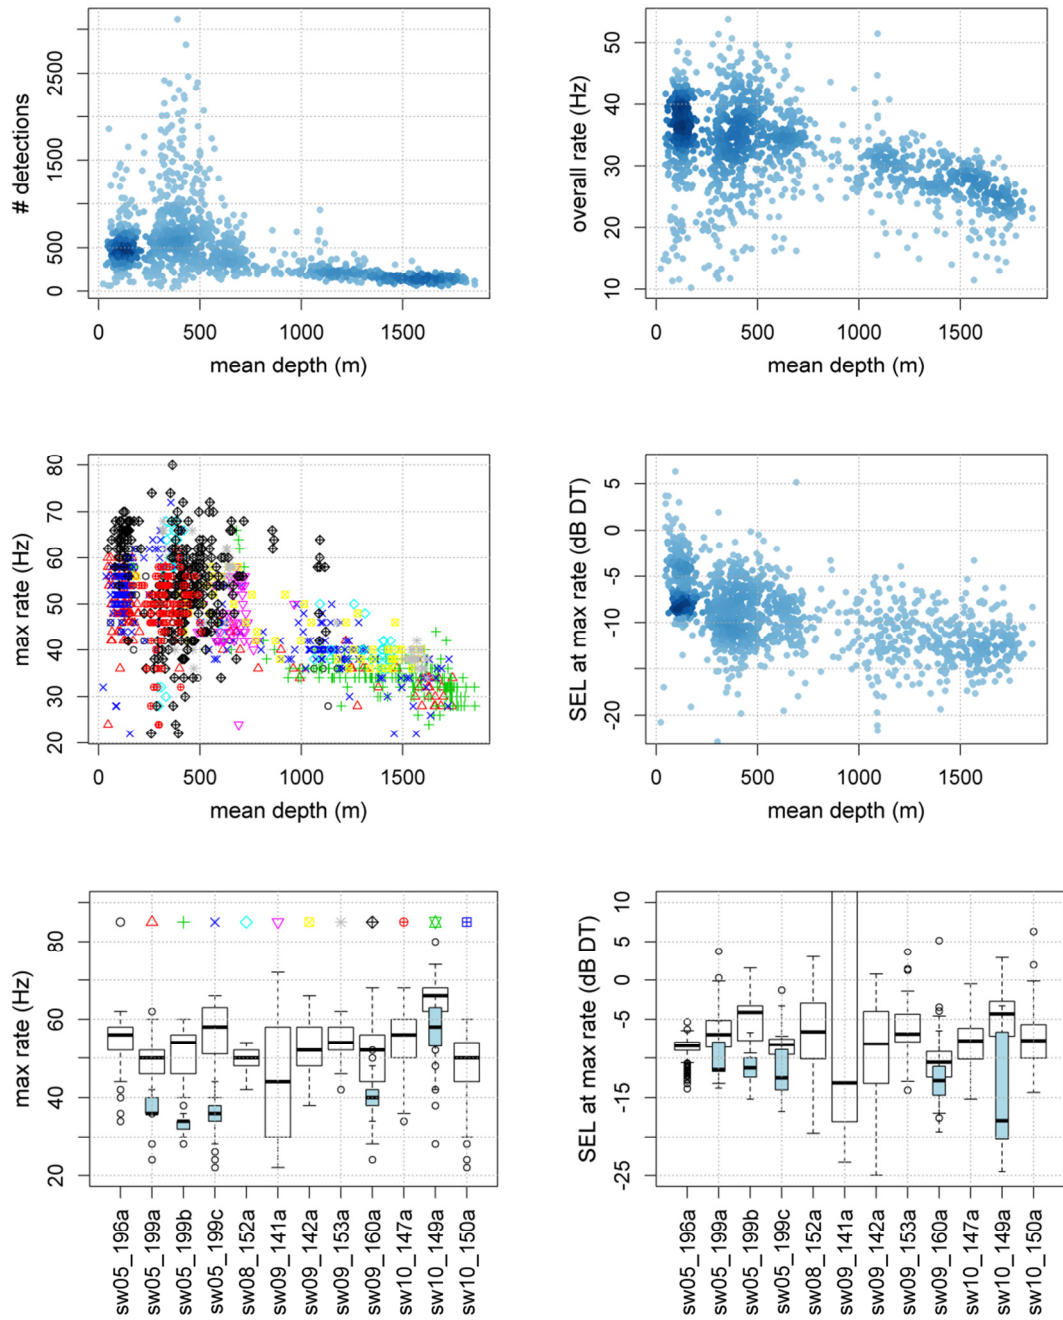 # detections
0 500 1500 2500
0 500 1000 1500
mean depth (m)
overall rate (Hz)
10 20 30 40 50
0 500 1000 1500
mean depth (m)
max rate (Hz)
20 30 40 50 60 70 80
0 500 1000 1500
mean depth (m)
SEL at max rate (dB DT)
-20 -10 -5 0 5
0 500 1000 1500
mean depth (m)
max rate (Hz)
20 40 60 80
sw05_196a
sw05_199a
sw05_199b
sw05_199c
sw08_152a
sw09_141a
sw09_142a
sw09_153a
sw09_160a
sw10_147a
sw10_149a
sw10_150a
SEL at max rate (dB DT)
-25 -15 -5 0 5 10
sw05_196a
sw05_199a
sw05_199b
sw05_199c
sw08_152a
sw09_141a
sw09_142a
sw09_153a
sw09_160a
sw10_147a
sw10_149a
sw10_150a